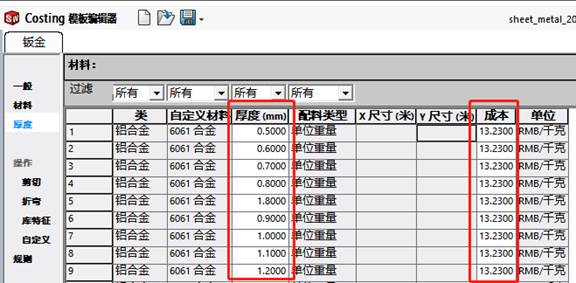 SW Costing 模板编辑器 sheet_metal_20
钣金
一般
材料
厚度
操作
剪切
折弯
库特征
自定义
规则
材料：
过滤 所有 所有 所有 所有
类 自定义材料 厚度 (mm) 配料类型 X 尺寸 (米) Y 尺寸 (米) 成本 单位
1 铝合金 6061 合金 0.5000 单位重量 13.2300 RMB/千克
2 铝合金 6061 合金 0.6000 单位重量 13.2300 RMB/千克
3 铝合金 6061 合金 0.7000 单位重量 13.2300 RMB/千克
4 铝合金 6061 合金 0.8000 单位重量 13.2300 RMB/千克
5 铝合金 6061 合金 1.8000 单位重量 13.2300 RMB/千克
6 铝合金 6061 合金 0.9000 单位重量 13.2300 RMB/千克
7 铝合金 6061 合金 1.0000 单位重量 13.2300 RMB/千克
8 铝合金 6061 合金 1.1000 单位重量 13.2300 RMB/千克
9 铝合金 6061 合金 1.2000 单位重量 13.2300 RMB/千克